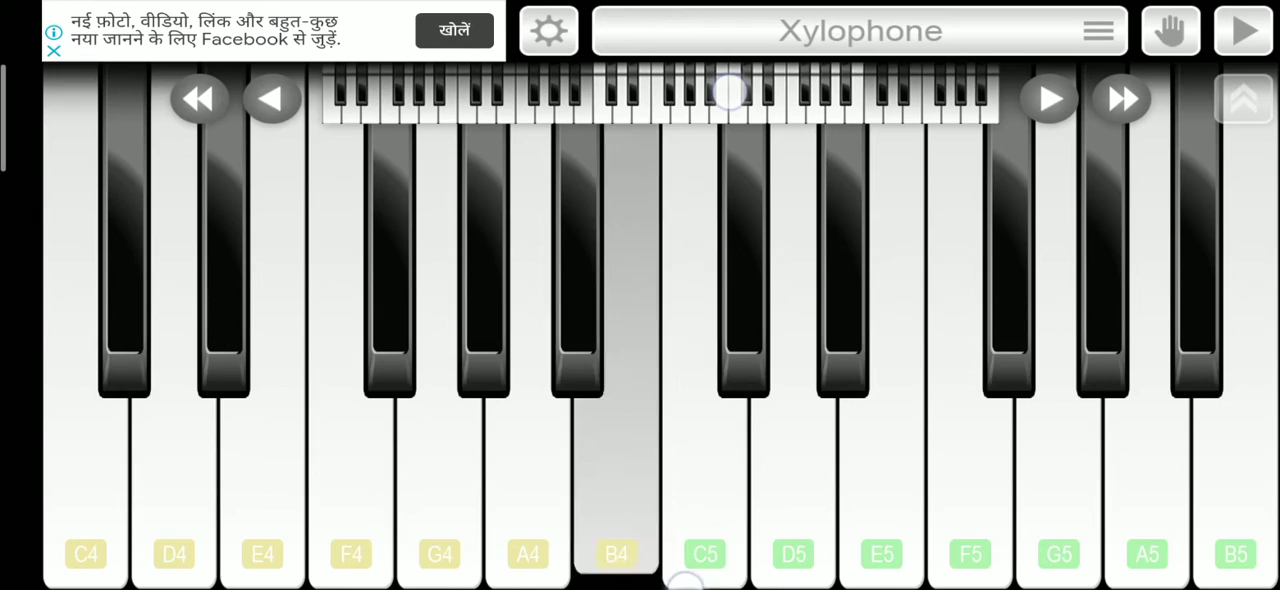 नई फ़ोटो, वीडियो, लिंक और बहुत-कुछ
नया जानने के लिए Facebook से जुड़ें.
खोलें
Xylophone
C4 D4 E4 F4 G4 A4 B4 C5 D5 E5 F5 G5 A5 B5